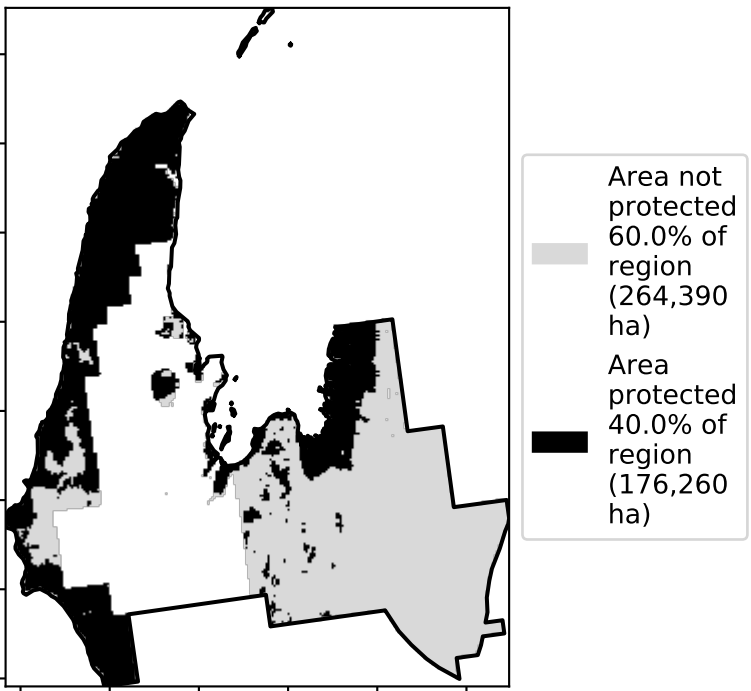 Area not
protected
60.0% of
region
(264,390
ha)
Area
protected
40.0% of
region
(176,260
ha)